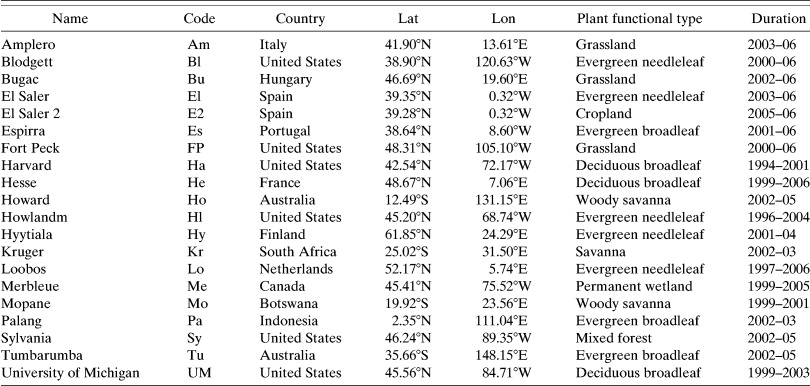 Name Code Country Lat Lon Plant functional type Duration
Amplero Am Italy 41.90°N 13.61°E Grassland 2003–06
Blodgett Bl United States 38.90°N 120.63°W Evergreen needleleaf 2000–06
Bugac Bu Hungary 46.69°N 19.60°E Grassland 2002–06
El Saler El Spain 39.35°N 0.32°W Evergreen needleleaf 2003–06
El Saler 2 E2 Spain 39.28°N 0.32°W Cropland 2005–06
Espirra Es Portugal 38.64°N 8.60°W Evergreen broadleaf 2001–06
Fort Peck FP United States 48.31°N 105.10°W Grassland 2000–06
Harvard Ha United States 42.54°N 72.17°W Deciduous broadleaf 1994–2001
Hesse He France 48.67°N 7.06°E Deciduous broadleaf 1999–2006
Howard Ho Australia 12.49°S 131.15°E Woody savanna 2002–05
Howlandm Hl United States 45.20°N 68.74°W Evergreen needleleaf 1996–2004
Hyytiala Hy Finland 61.85°N 24.29°E Evergreen needleleaf 2001–04
Kruger Kr South Africa 25.02°S 31.50°E Savanna 2002–03
Loobos Lo Netherlands 52.17°N 5.74°E Evergreen needleleaf 1997–2006
Merbleue Me Canada 45.41°N 75.52°W Permanent wetland 1999–2005
Mopane Mo Botswana 19.92°S 23.56°E Woody savanna 1999–2001
Palang Pa Indonesia 2.35°N 111.04°E Evergreen broadleaf 2002–03
Sylvania Sy United States 46.24°N 89.35°W Mixed forest 2002–05
Tumbarumba Tu Australia 35.66°S 148.15°E Evergreen broadleaf 2002–05
University of Michigan UM United States 45.56°N 84.71°W Deciduous broadleaf 1999–2003